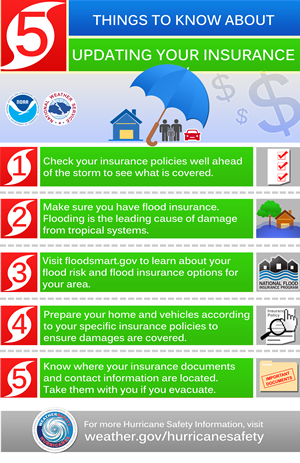 5
THINGS TO KNOW ABOUT
UPDATING YOUR INSURANCE
NOAA
NATIONAL WEATHER SERVICE
$ $ $
1
Check your insurance policies well ahead
of the storm to see what is covered.
2
Make sure you have flood insurance.
Flooding is the leading cause of damage
from tropical systems.
3
Visit floodsmart.gov to learn about your
flood risk and flood insurance options for
your area.
NATIONAL FLOOD
INSURANCE PROGRAM
4
Prepare your home and vehicles according
to your specific insurance policies to
ensure damages are covered.
Insurance
Policy
5
Know where your insurance documents
and contact information are located.
Take them with you if you evacuate.
IMPORTANT
DOCUMENTS
For more Hurricane Safety Information, visit
weather.gov/hurricanesafety